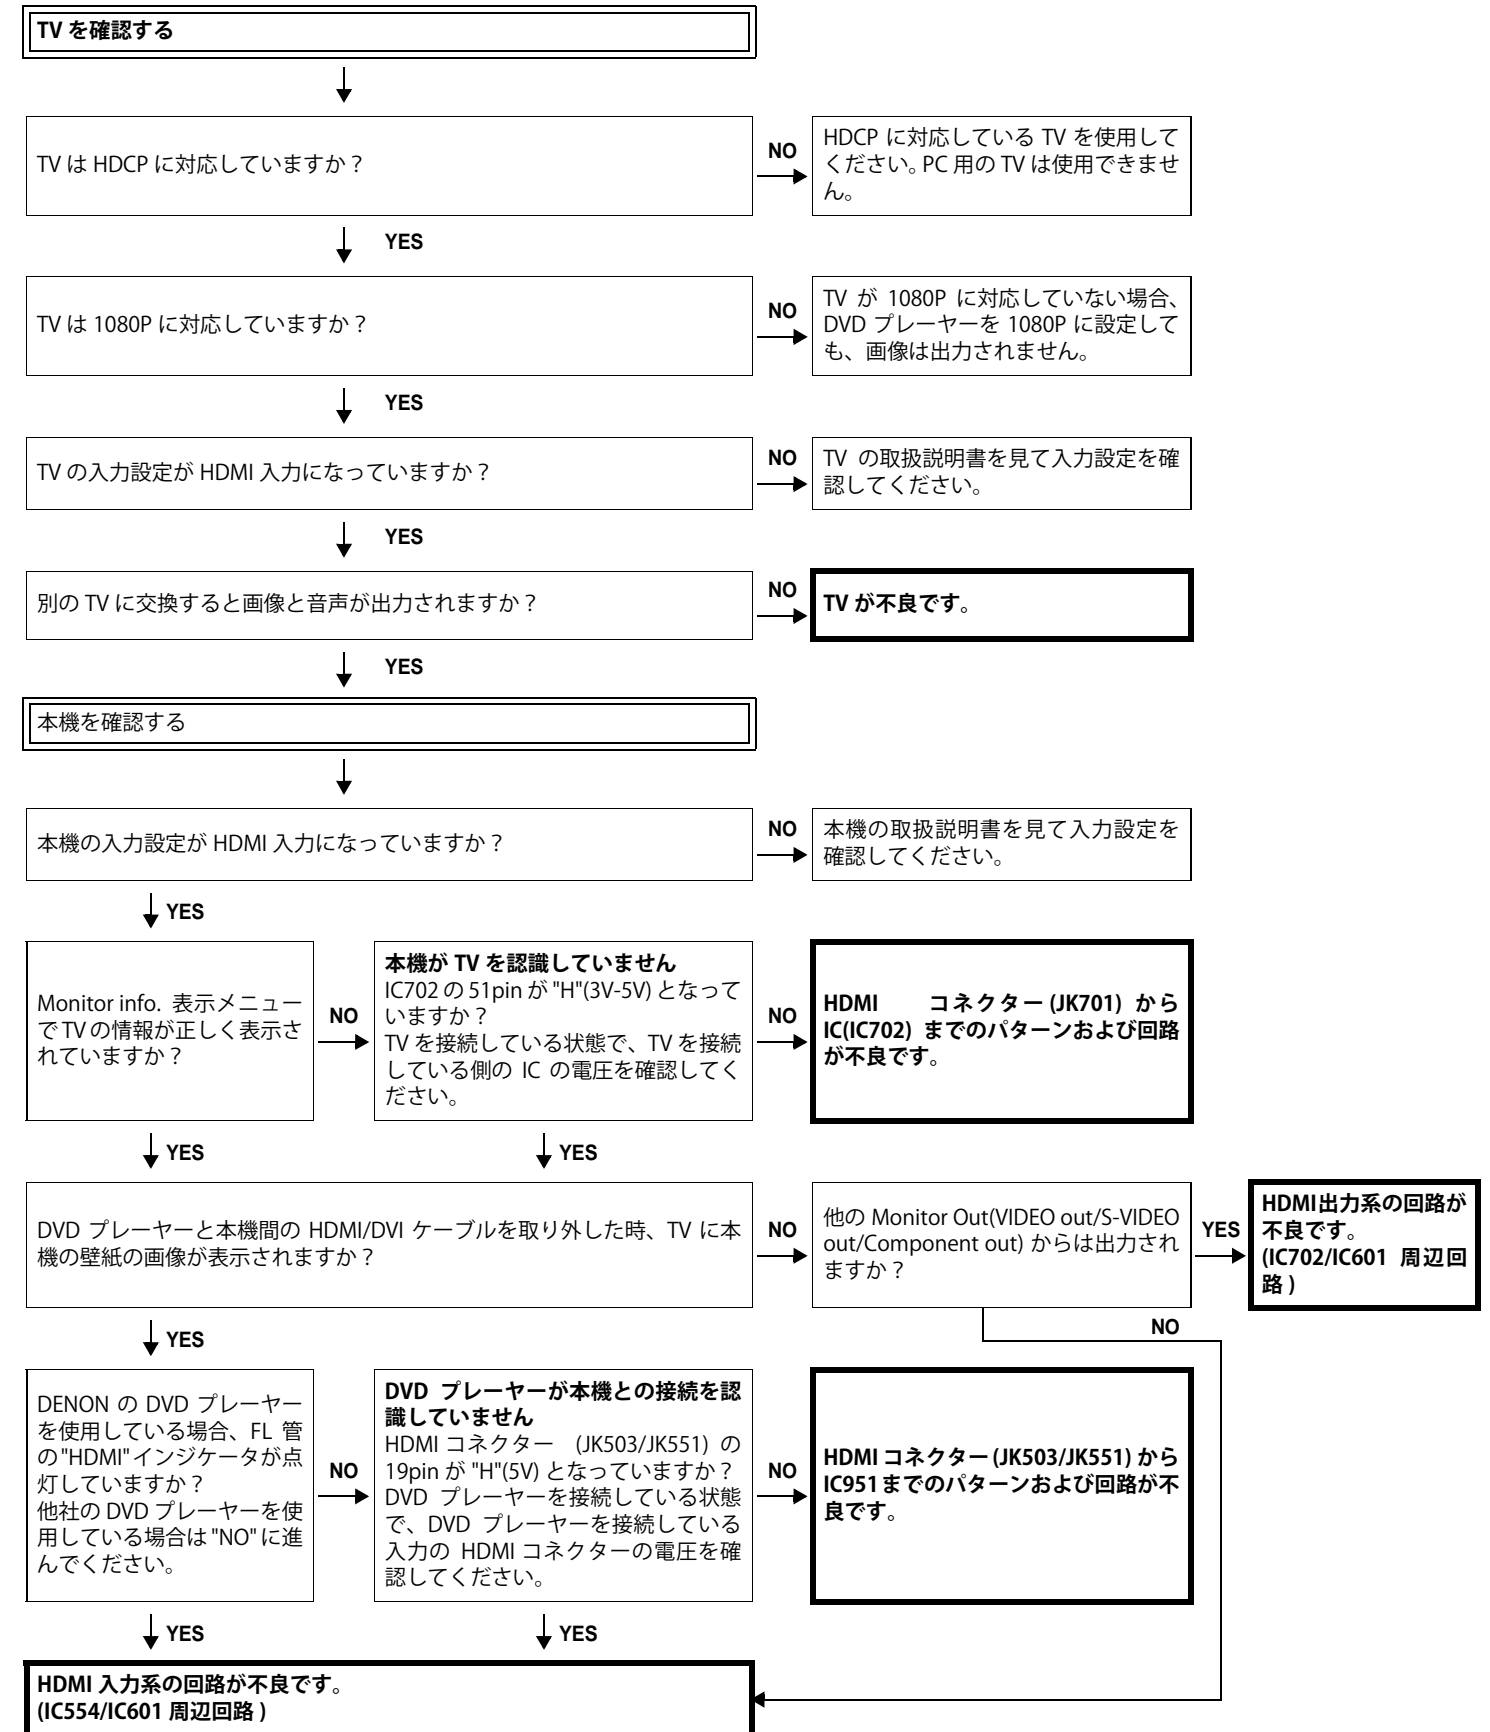 TV を確認する
TV は HDCP に対応していますか？
NO
HDCP に対応している TV を使用して
ください。PC 用の TV は使用できませ
ん。
YES
TV は 1080P に対応していますか？
NO
TV が 1080P に対応していない場合、
DVD プレーヤーを 1080P に設定して
も、画像は出力されません。
YES
TV の入力設定が HDMI 入力になっていますか？
NO
TV の取扱説明書を見て入力設定を確
認してください。
YES
別の TV に交換すると画像と音声が出力されますか？
NO
TV が不良です。
YES
本機を確認する
本機の入力設定が HDMI 入力になっていますか？
NO
本機の取扱説明書を見て入力設定を
確認してください。
YES
Monitor info. 表示メニュー
で TV の情報が正しく表示さ
れていますか？
NO
本機が TV を認識していません
IC702 の 51pin が "H"(3V-5V) となって
いますか？
TV を接続している状態で、TV を接続
している側の IC の電圧を確認してく
ださい。
NO
HDMI コネクター (JK701) から
IC(IC702) までのパターンおよび回路
が不良です。
YES
YES
DVD プレーヤーと本機間の HDMI/DVI ケーブルを取り外した時、TV に本
機の壁紙の画像が表示されますか？
NO
他の Monitor Out(VIDEO out/S-VIDEO
out/Component out) からは出力され
ますか？
YES
HDMI出力系の回路が
不良です。
(IC702/IC601 周辺回
路 )
YES
NO
DENON の DVD プレーヤー
を使用している場合、FL 管
の "HDMI" インジケータが点
灯していますか？
他社の DVD プレーヤーを使
用している場合は "NO" に進
んでください。
NO
DVD プレーヤーが本機との接続を認
識していません
HDMI コネクター (JK503/JK551) の
19pin が "H"(5V) となっていますか？
DVD プレーヤーを接続している状態
で、DVD プレーヤーを接続している
入力の HDMI コネクターの電圧を確
認してください。
NO
HDMI コネクター (JK503/JK551) から
IC951 までのパターンおよび回路が不
良です。
YES
YES
HDMI 入力系の回路が不良です。
(IC554/IC601 周辺回路 )